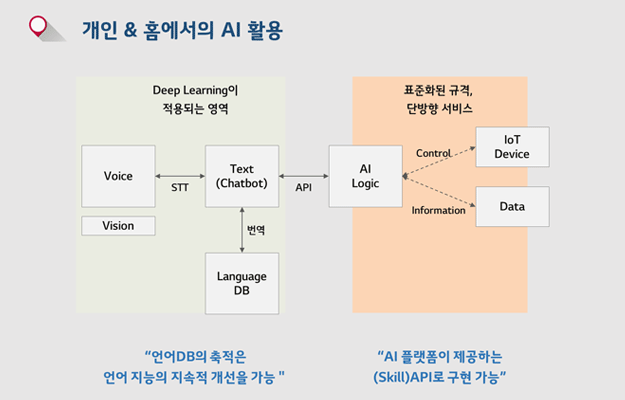 개인 & 홈에서의 AI 활용
Deep Learning이
적용되는 영역
표준화된 규격,
단방향 서비스
Voice
STT
Text
(Chatbot)
API
AI
Logic
Control
IoT
Device
Vision
Information
Data
번역
Language
DB
“언어DB의 축적은
언어 지능의 지속적 개선을 가능 "
“AI 플랫폼이 제공하는
(Skill)API로 구현 가능”